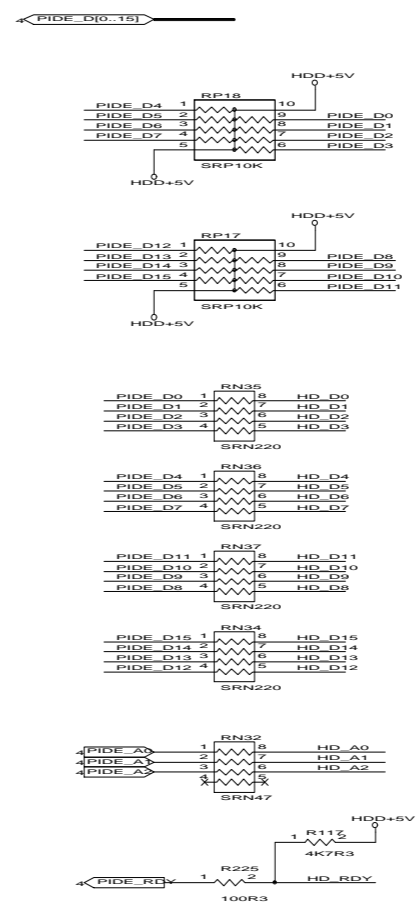 4 PIDE_D[0..15]
HDD+5V
RP18
PIDE_D4 1 10
PIDE_D5 2 9 PIDE_D0
PIDE_D6 3 8 PIDE_D1
PIDE_D7 4 7 PIDE_D2
5 6 PIDE_D3
SRP10K
HDD+5V
HDD+5V
RP17
PIDE_D12 1 10
PIDE_D13 2 9 PIDE_D8
PIDE_D14 3 8 PIDE_D9
PIDE_D15 4 7 PIDE_D10
5 6 PIDE_D11
SRP10K
HDD+5V
RN35
PIDE_D0 1 8 HD_D0
PIDE_D1 2 7 HD_D1
PIDE_D2 3 6 HD_D2
PIDE_D3 4 5 HD_D3
SRN220
RN36
PIDE_D4 1 8 HD_D4
PIDE_D5 2 7 HD_D5
PIDE_D6 3 6 HD_D6
PIDE_D7 4 5 HD_D7
SRN220
RN37
PIDE_D11 1 8 HD_D11
PIDE_D10 2 7 HD_D10
PIDE_D9 3 6 HD_D9
PIDE_D8 4 5 HD_D8
SRN220
RN34
PIDE_D15 1 8 HD_D15
PIDE_D14 2 7 HD_D14
PIDE_D13 3 6 HD_D13
PIDE_D12 4 5 HD_D12
SRN220
RN32
4 PIDE_A0 1 8 HD_A0
4 PIDE_A1 2 7 HD_A1
4 PIDE_A2 3 6 HD_A2
4 5
SRN47
HDD+5V
1 R117 2
4K7R3
R225
4 PIDE_RDY 1 2 HD_RDY
100R3